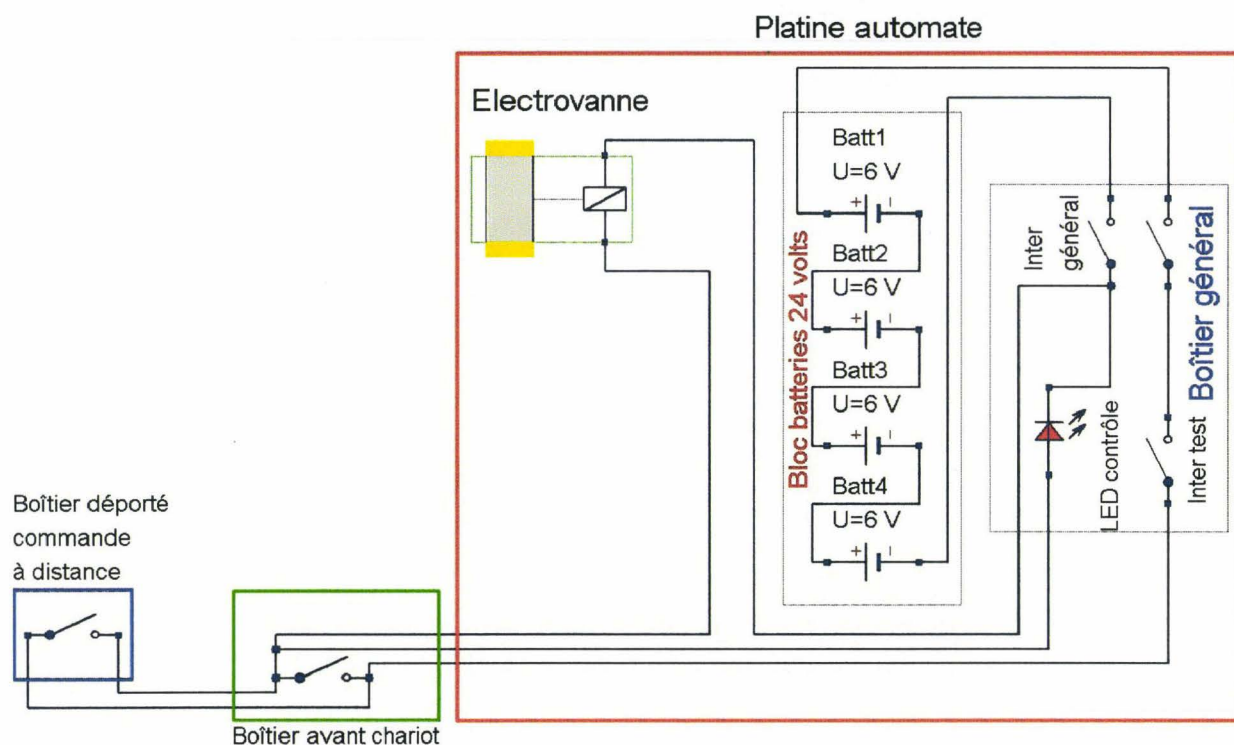 Platine automate
Electrovanne
Batt1
U=6 V
+ -
Batt2
U=6 V
+ -
Batt3
U=6 V
+ -
Batt4
U=6 V
+ -
Bloc batteries 24 volts
Inter
général
Boîtier général
LED contrôle
Inter test
Boîtier déporté
commande
à distance
Boîtier avant chariot